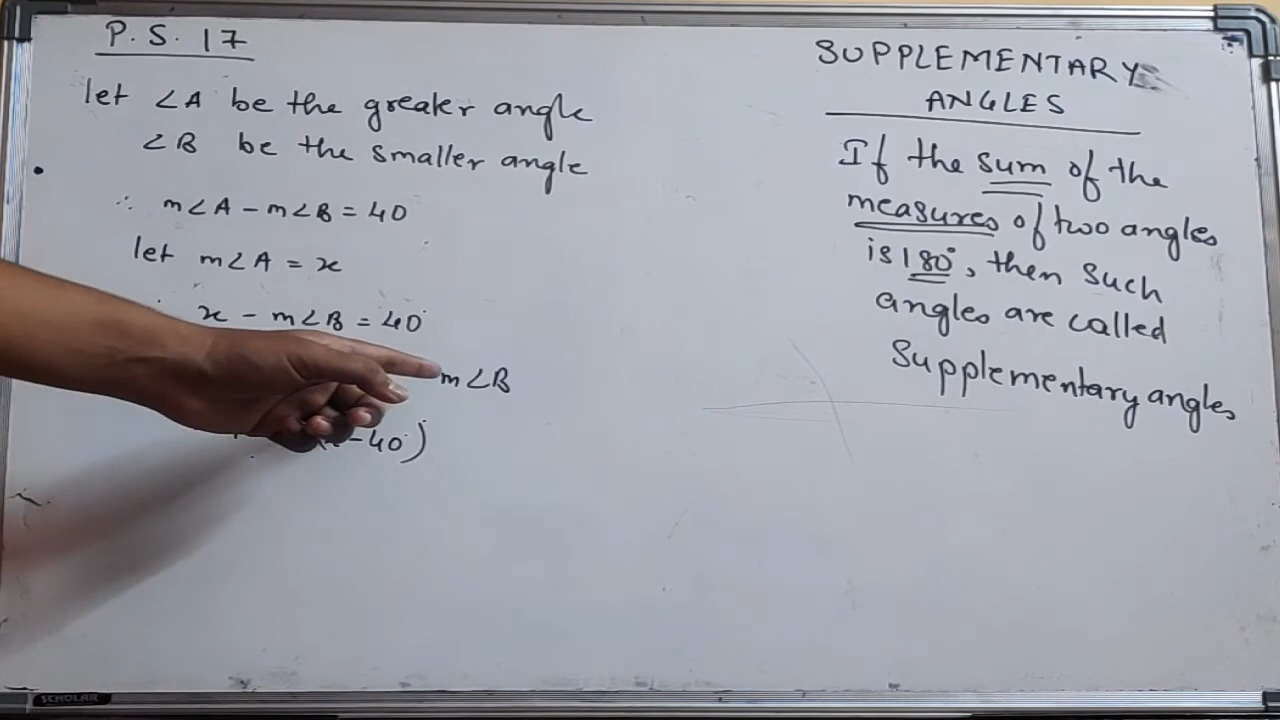 P.S. 17
let ∠A be the greater angle
∠B be the smaller angle
∴ m∠A - m∠B = 40
let m∠A = x
x - m∠B = 40
m∠B
-40)
SUPPLEMENTARY
ANGLES
If the sum of the
measures of two angles
is 180°, then such
angles are called
Supplementary angles
SCHOLAR